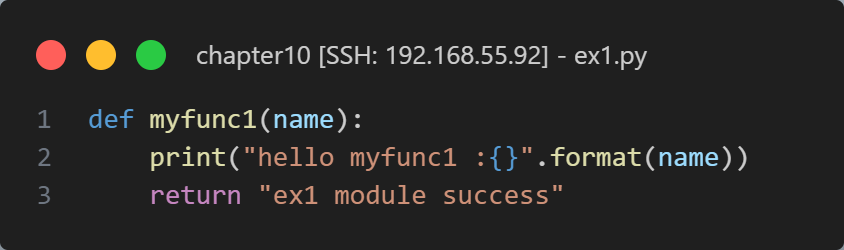 chapter10 [SSH: 192.168.55.92] - ex1.py
1 def myfunc1(name):
2     print("hello myfunc1 :{}".format(name))
3     return "ex1 module success"